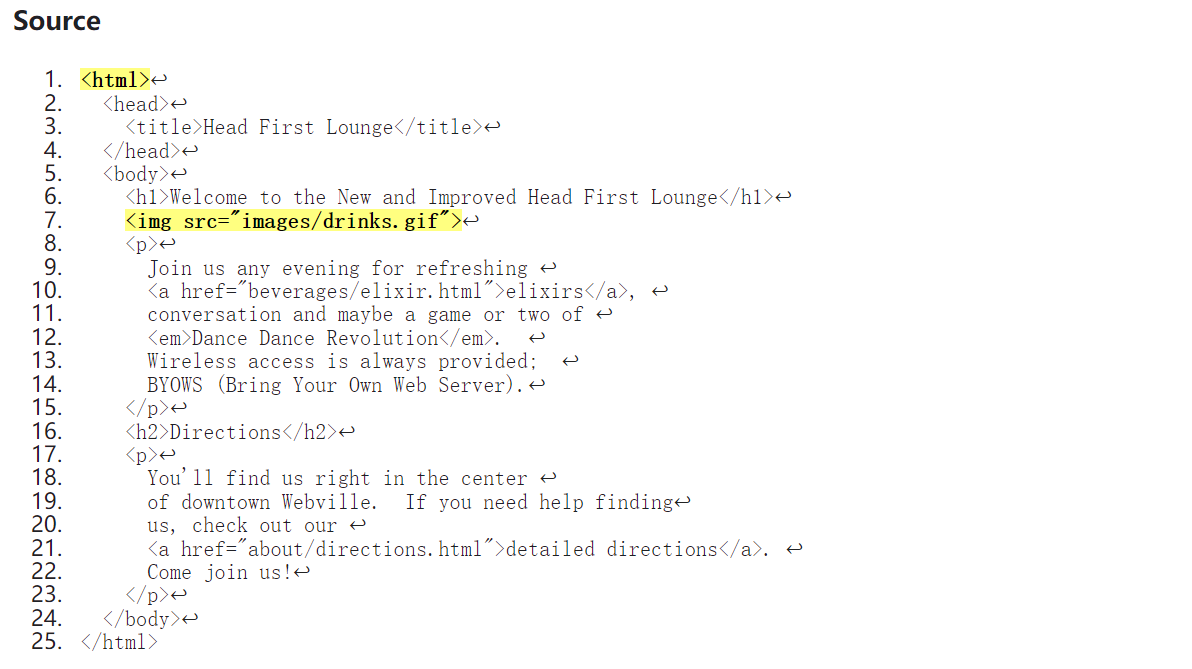 Source
1. <html>↩
2.   <head>↩
3.     <title>Head First Lounge</title>↩
4.   </head>↩
5.   <body>↩
6.     <h1>Welcome to the New and Improved Head First Lounge</h1>↩
7.     <img src="images/drinks.gif">↩
8.     <p>↩
9.       Join us any evening for refreshing ↩
10.       <a href="beverages/elixir.html">elixirs</a>, ↩
11.       conversation and maybe a game or two of ↩
12.       <em>Dance Dance Revolution</em>.  ↩
13.       Wireless access is always provided;  ↩
14.       BYOWS (Bring Your Own Web Server).↩
15.     </p>↩
16.     <h2>Directions</h2>↩
17.     <p>↩
18.       You'll find us right in the center ↩
19.       of downtown Webville.  If you need help finding↩
20.       us, check out our ↩
21.       <a href="about/directions.html">detailed directions</a>. ↩
22.       Come join us!↩
23.     </p>↩
24.   </body>↩
25. </html>